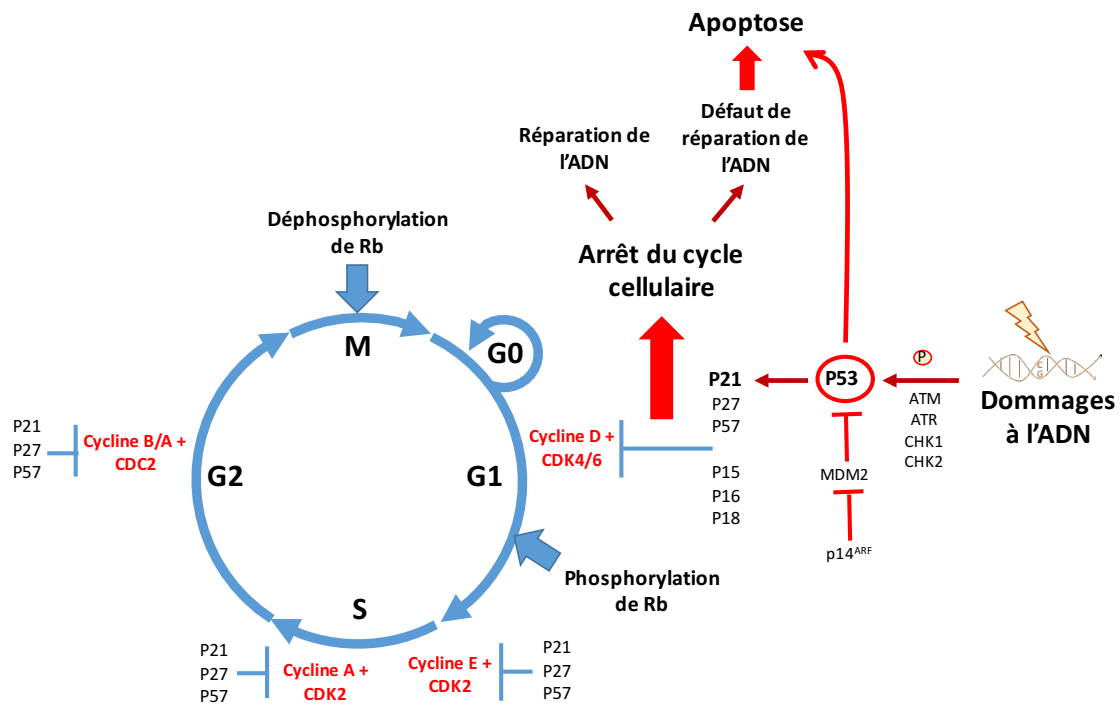 Apoptose
Défaut de
réparation de
l'ADN
Réparation de
l'ADN
Arrêt du cycle
cellulaire
Déphosphorylation
de Rb
M
G0
G1
S
G2
P21
P27
P57
Cycline B/A +
CDC2
Cycline D +
CDK4/6
P21
P27
P57
P15
P16
P18
P53
P
ATM
ATR
CHK1
CHK2
C
G
Dommages
à l'ADN
MDM2
p14ARF
Phosphorylation
de Rb
P21
P27
P57
Cycline A +
CDK2
Cycline E +
CDK2
P21
P27
P57